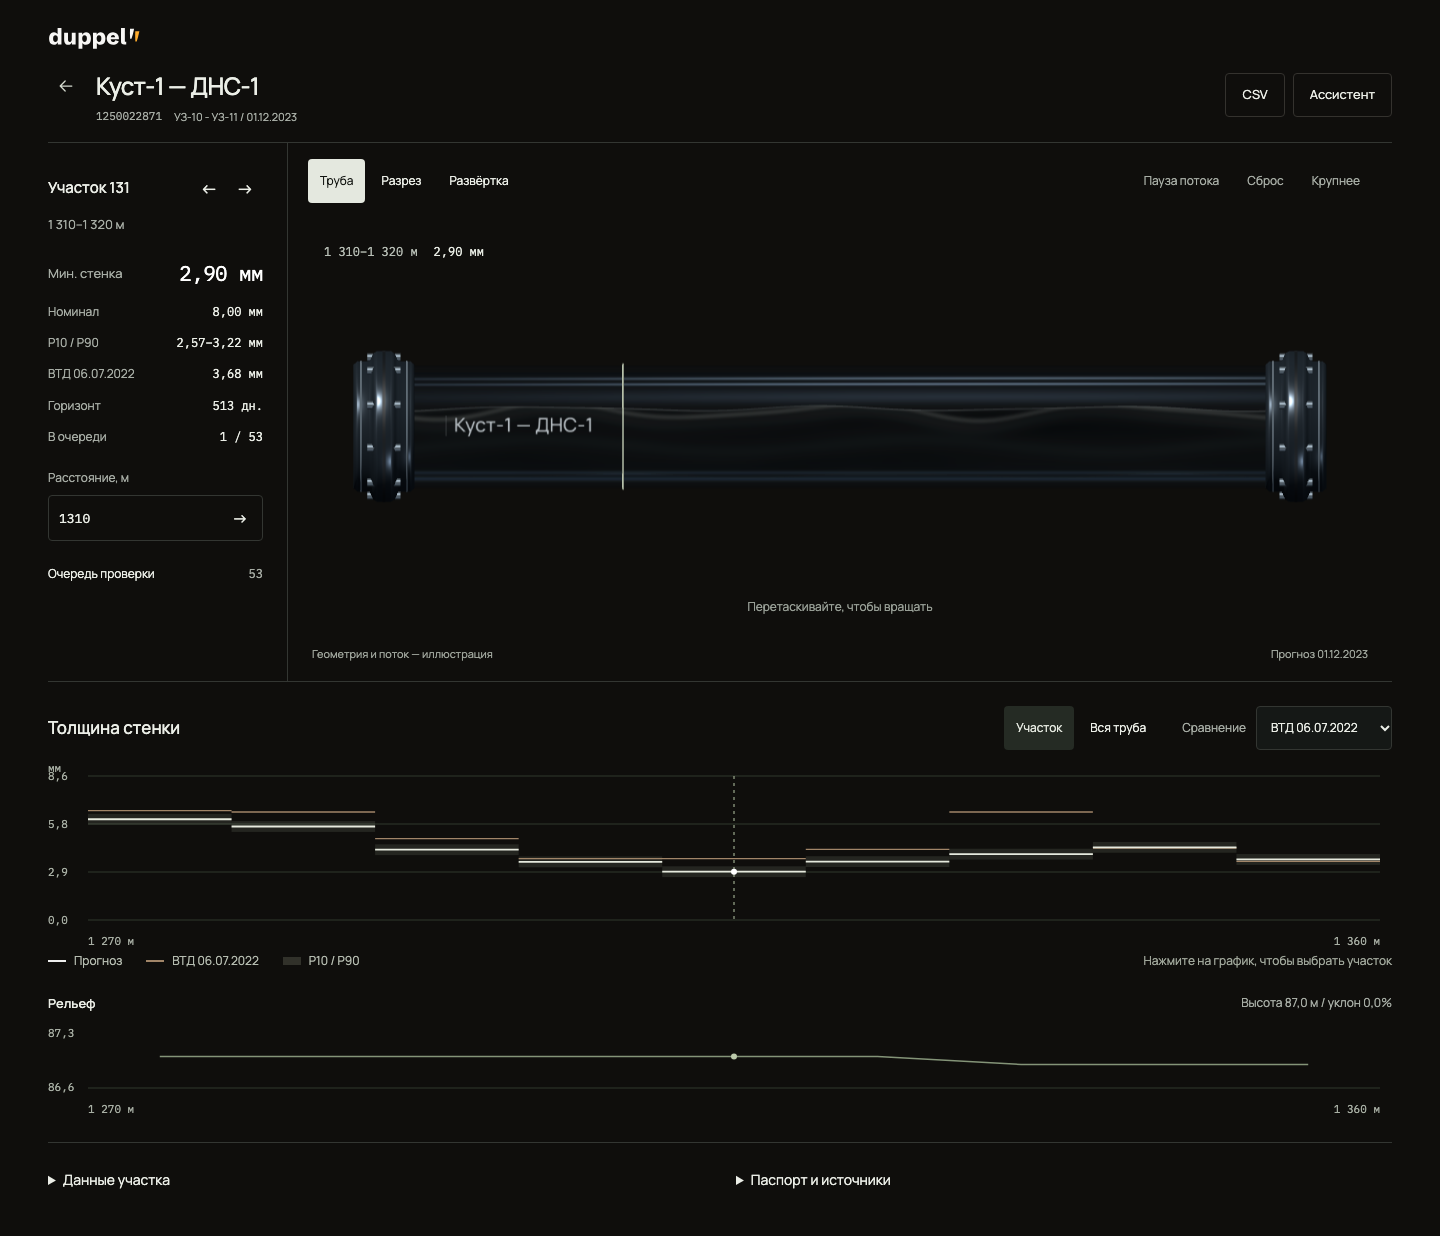 duppel
Куст-1 — ДНС-1
1250022871 УЗ-10 - УЗ-11 / 01.12.2023
CSV Ассистент
Участок 131 ← →
1 310–1 320 м
Мин. стенка 2,90 мм
Номинал 8,00 мм
P10 / P90 2,57–3,22 мм
ВТД 06.07.2022 3,68 мм
Горизонт 513 дн.
В очереди 1 / 53
Расстояние, м
1310 →
Очередь проверки 53
Труба Разрез Развёртка
Пауза потока Сброс Крупнее
1 310–1 320 м 2,90 мм
Куст-1 — ДНС-1
Перетаскивайте, чтобы вращать
Геометрия и поток — иллюстрация
Прогноз 01.12.2023
Толщина стенки
Участок Вся труба Сравнение ВТД 06.07.2022
мм
8,6
5,8
2,9
0,0
1 270 м 1 360 м
Прогноз ВТД 06.07.2022 P10 / P90
Нажмите на график, чтобы выбрать участок
Рельеф
Высота 87,0 м / уклон 0,0%
87,3
86,6
1 270 м 1 360 м
Данные участка
Паспорт и источники